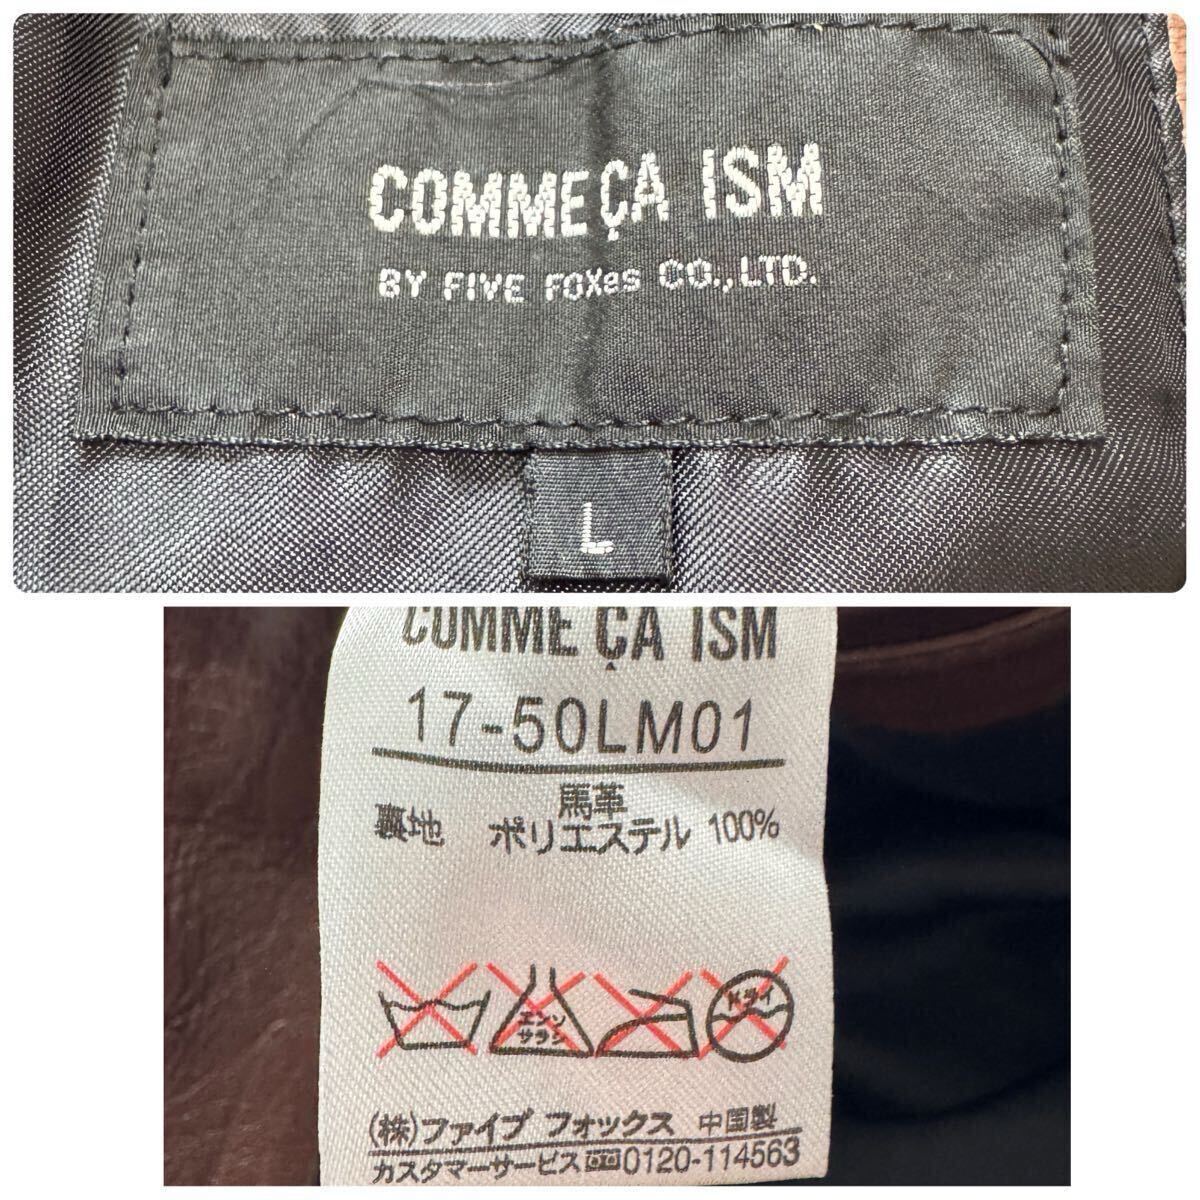 COMME ÇA ISM
BY FIVE FOXes CO.,LTD.
L
COMME ÇA ISM
17-50LM01
馬革
裏地 ポリエステル 100%
エンソ
サラシ
ドライ
(株)ファイブ フォックス 中国製
カスタマーサービス 0120-114563